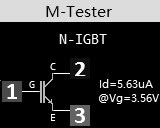 M-Tester
N-IGBT
C 2
1 G
Id=5.63uA
@Vg=3.56V
E 3